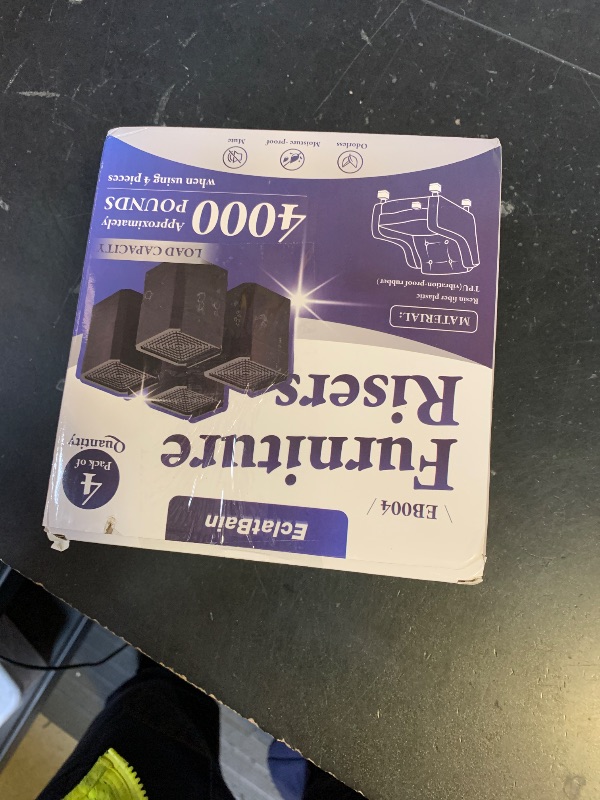 EclatBain
/EB004/
Furniture
Risers
4
Pack of
Quantity
MATERIAL:
Resin fiber plastic
TPU(vibration-proof rubber)
LOAD CAPACITY
Approximately
4000 POUNDS
when using 4 pieces
Odorless
Moisture-proof
Mute